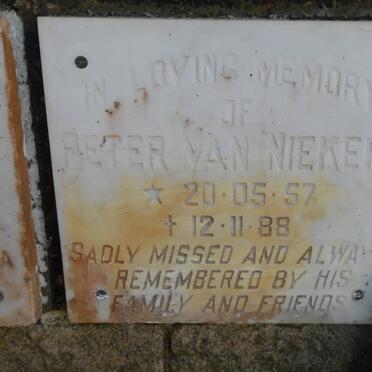 IN LOVING MEMORY
OF
PETER VAN NIEKER
★ 20·05·57
✝ 12·11·88
SADLY MISSED AND ALWAY
REMEMBERED BY HIS
FAMILY AND FRIENDS
A